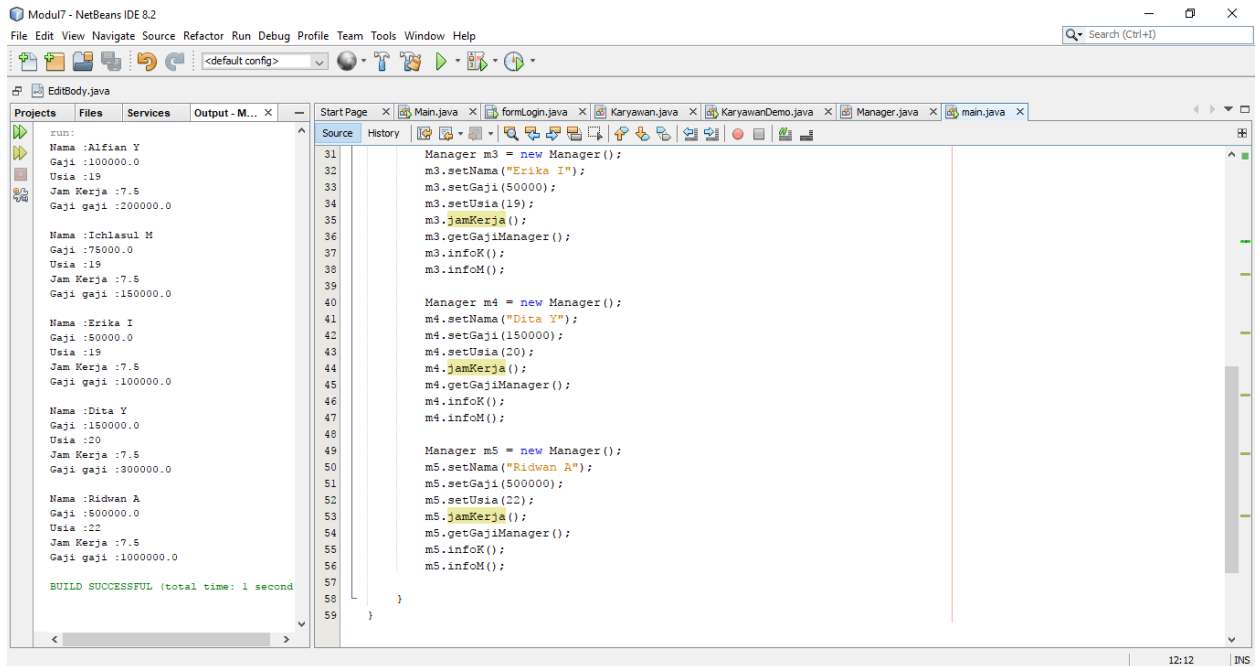 Modul7 - NetBeans IDE 8.2
File Edit View Navigate Source Refactor Run Debug Profile Team Tools Window Help
Search (Ctrl+I)
<default config>
EditBody.java
Projects Files Services Output - M...
Start Page Main.java formLogin.java Karyawan.java KaryawanDemo.java Manager.java main.java
Source History
run:
Nama :Alfian Y
Gaji :100000.0
Usia :19
Jam Kerja :7.5
Gaji gaji :200000.0
Nama :Ichlasul M
Gaji :75000.0
Usia :19
Jam Kerja :7.5
Gaji gaji :150000.0
Nama :Erika I
Gaji :50000.0
Usia :19
Jam Kerja :7.5
Gaji gaji :100000.0
Nama :Dita Y
Gaji :150000.0
Usia :20
Jam Kerja :7.5
Gaji gaji :300000.0
Nama :Ridwan A
Gaji :500000.0
Usia :22
Jam Kerja :7.5
Gaji gaji :1000000.0
BUILD SUCCESSFUL (total time: 1 second
31 Manager m3 = new Manager();
32 m3.setNama("Erika I");
33 m3.setGaji(50000);
34 m3.setUsia(19);
35 m3.jamKerja();
36 m3.getGajiManager();
37 m3.infoK();
38 m3.infoM();
39
40 Manager m4 = new Manager();
41 m4.setNama("Dita Y");
42 m4.setGaji(150000);
43 m4.setUsia(20);
44 m4.jamKerja();
45 m4.getGajiManager();
46 m4.infoK();
47 m4.infoM();
48
49 Manager m5 = new Manager();
50 m5.setNama("Ridwan A");
51 m5.setGaji(500000);
52 m5.setUsia(22);
53 m5.jamKerja();
54 m5.getGajiManager();
55 m5.infoK();
56 m5.infoM();
57
58 }
59 }
12:12 INS